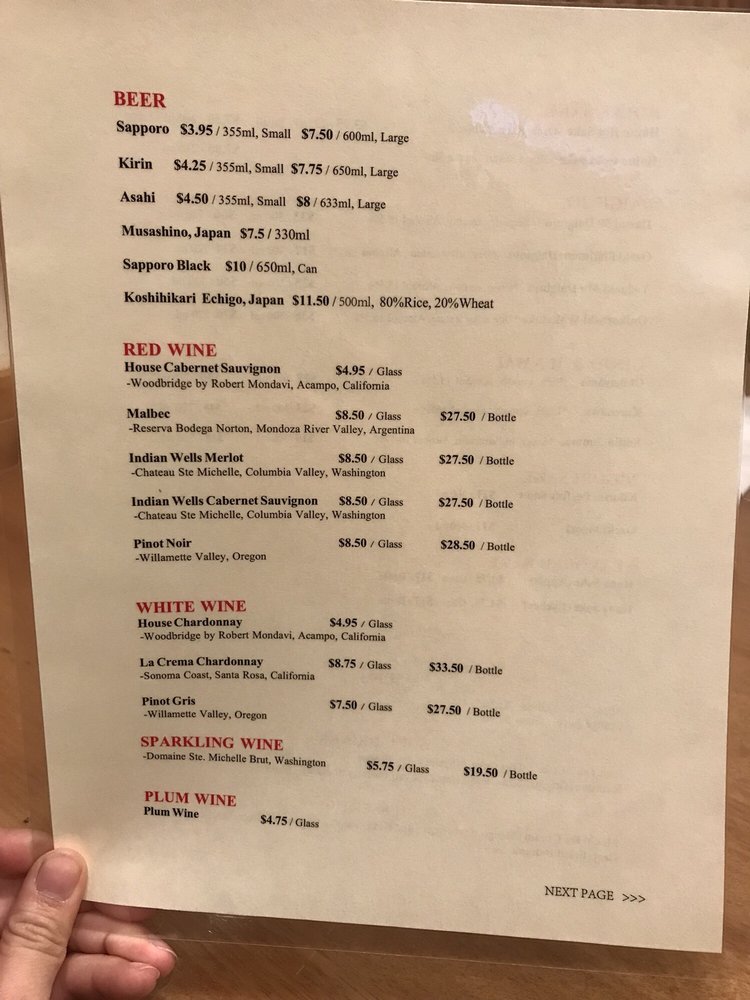 BEER
Sapporo $3.95 / 355ml, Small $7.50 / 600ml, Large
Kirin $4.25 / 355ml, Small $7.75 / 650ml, Large
Asahi $4.50 / 355ml, Small $8 / 633ml, Large
Musashino, Japan $7.5 / 330ml
Sapporo Black $10 / 650ml, Can
Koshihikari Echigo, Japan $11.50 / 500ml, 80%Rice, 20%Wheat
RED WINE
House Cabernet Sauvignon $4.95 / Glass
-Woodbridge by Robert Mondavi, Acampo, California
Malbec $8.50 / Glass $27.50 / Bottle
-Reserva Bodega Norton, Mondoza River Valley, Argentina
Indian Wells Merlot $8.50 / Glass $27.50 / Bottle
-Chateau Ste Michelle, Columbia Valley, Washington
Indian Wells Cabernet Sauvignon $8.50 / Glass $27.50 / Bottle
-Chateau Ste Michelle, Columbia Valley, Washington
Pinot Noir $8.50 / Glass $28.50 / Bottle
-Willamette Valley, Oregon
WHITE WINE
House Chardonnay $4.95 / Glass
-Woodbridge by Robert Mondavi, Acampo, California
La Crema Chardonnay $8.75 / Glass $33.50 / Bottle
-Sonoma Coast, Santa Rosa, California
Pinot Gris $7.50 / Glass $27.50 / Bottle
-Willamette Valley, Oregon
SPARKLING WINE
-Domaine Ste. Michelle Brut, Washington $5.75 / Glass $19.50 / Bottle
PLUM WINE
Plum Wine $4.75 / Glass
NEXT PAGE >>>